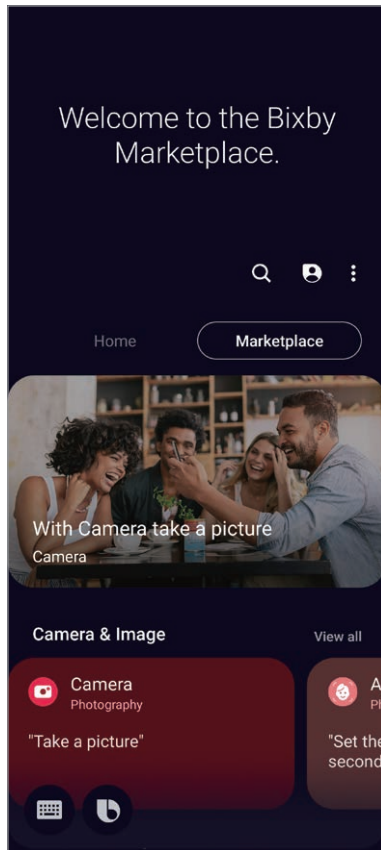 Welcome to the Bixby
Marketplace.
Home
Marketplace
With Camera take a picture
Camera
Camera & Image
View all
Camera
Photography
"Take a picture"
"Set the
second